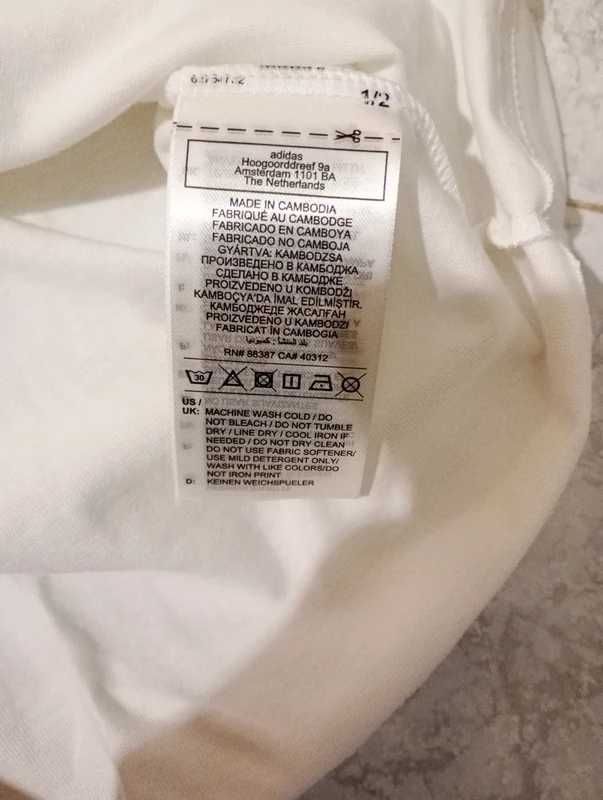 1/2
adidas
Hoogoorddreef 9a
Amsterdam 1101 BA
The Netherlands
MADE IN CAMBODIA
FABRIQUÉ AU CAMBODGE
FABRICADO EN CAMBOYA
FABRICADO NO CAMBOJA
GYÁRTVA: KAMBODZSA
ПРОИЗВЕДЕНО В КАМБОДЖА
СДЕЛАНО В КАМБОДЖЕ
PROIZVEDENO U KOMBODŽI
KAMBOÇYA'DA İMAL EDİLMİŞTİR.
КАМБОДЖЕДЕ ЖАСАЛҒАН
PROIZVEDENO U KAMBODZI
FABRICAT ÎN CAMBOGIA
بلد المنشأ: كمبوديا
RN# 88387 CA# 40312
30
US /
UK: MACHINE WASH COLD / DO
NOT BLEACH / DO NOT TUMBLE
DRY / LINE DRY / COOL IRON IF
NEEDED / DO NOT DRY CLEAN
DO NOT USE FABRIC SOFTENER/
USE MILD DETERGENT ONLY/
WASH WITH LIKE COLORS/DO
NOT IRON PRINT
D: KEINEN WEICHSPUELER